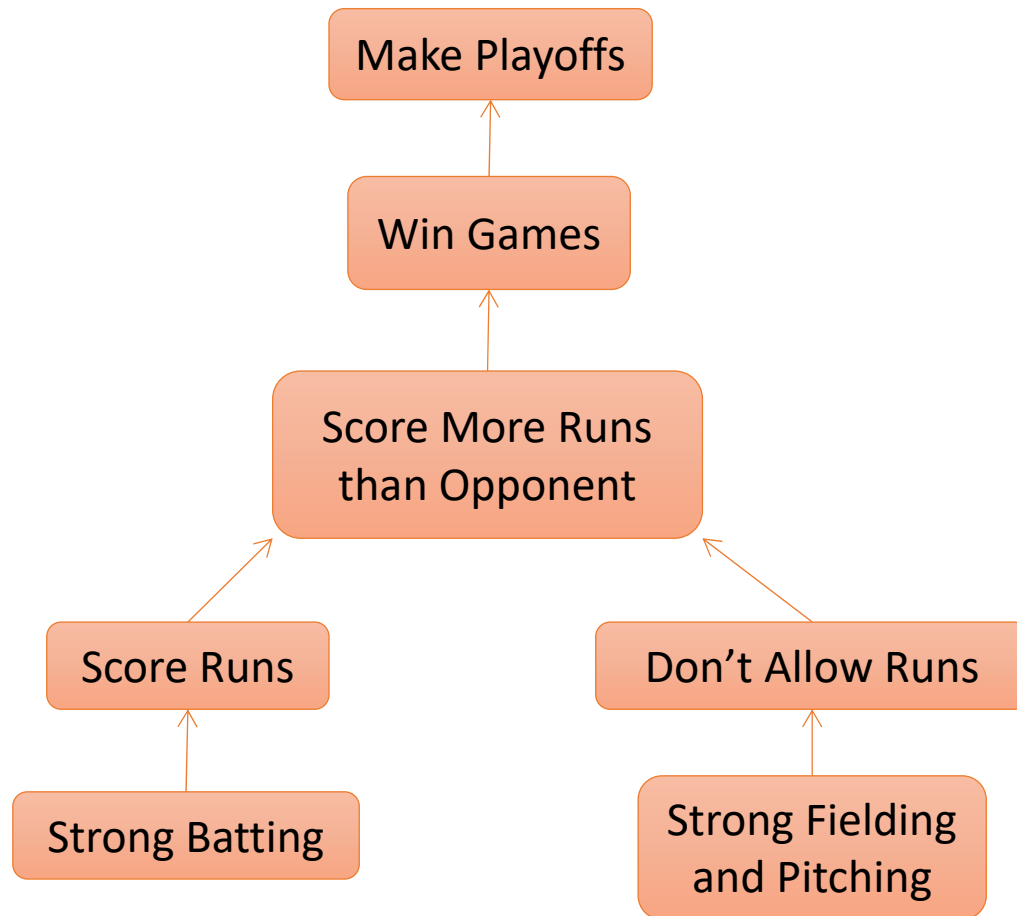 Make Playoffs
Win Games
Score More Runs
than Opponent
Score Runs
Don’t Allow Runs
Strong Batting
Strong Fielding
and Pitching